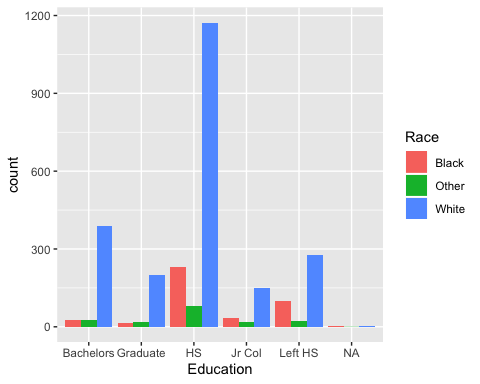 1200
900
600
300
0
count
Bachelors Graduate HS Jr Col Left HS NA
Education
Race
Black
Other
White